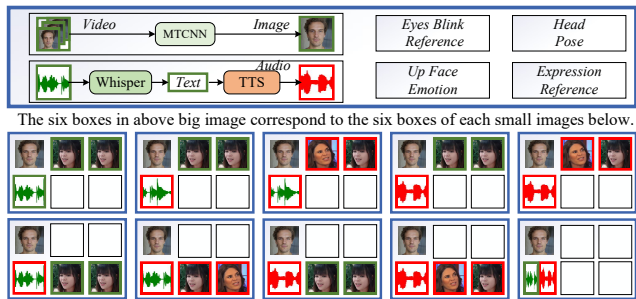 Video
MTCNN
Image
Whisper
Text
TTS
Audio
Eyes Blink
Reference
Head
Pose
Up Face
Emotion
Expression
Reference
The six boxes in above big image correspond to the six boxes of each small images below.